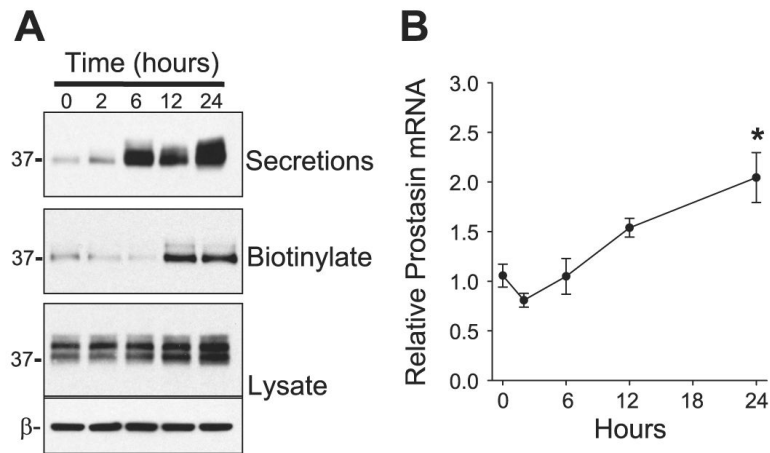 A
Time (hours)
0 2 6 12 24
37- Secretions
37- Biotinylate
37-
Lysate
β-
B
Relative Prostasin mRNA
3.0
2.5
2.0
1.5
1.0
0.5
0.0
*
0 6 12 18 24
Hours